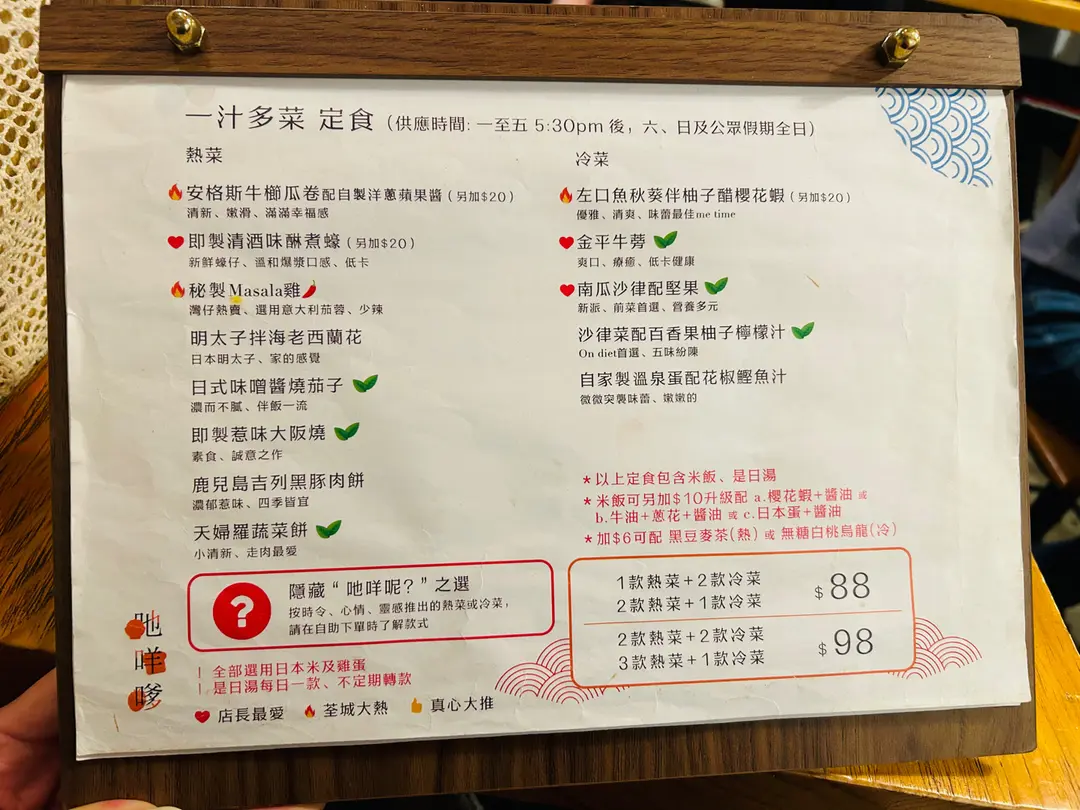 一汁多菜 定食 (供應時間: 一至五 5:30pm 後, 六、日及公眾假期全日)
熱菜
安格斯牛櫛瓜卷配自製洋蔥蘋果醬 (另加$20)
清新、嫩滑、滿滿幸福感
即製清酒味醂煮蠔 (另加$20)
新鮮蠔仔、溫和爆漿口感、低卡
秘製Masala雞
灣仔熱賣、選用意大利茄蓉、少辣
明太子拌海老西蘭花
日本明太子、家的感覺
日式味噌醬燒茄子
濃而不膩、伴飯一流
即製惹味大阪燒
素食、誠意之作
鹿兒島吉列黑豚肉餅
濃郁惹味、四季皆宜
天婦羅蔬菜餅
小清新、走肉最愛
冷菜
左口魚秋葵伴柚子醋櫻花蝦 (另加$20)
優雅、清爽、味蕾最佳me time
金平牛蒡
爽口、療癒、低卡健康
南瓜沙律配堅果
新派、前菜首選、營養多元
沙律菜配百香果柚子檸檬汁
On diet首選、五味紛陳
自家製溫泉蛋配花椒鰹魚汁
微微突襲味蕾、嫩嫩的
*以上定食包含米飯、是日湯
*米飯可另加$10升級配 a.櫻花蝦+醬油 或
b.牛油+蔥花+醬油 或 c.日本蛋+醬油
*加$6可配 黑豆麥茶(熱) 或 無糖白桃烏龍(冷)
?
隱藏“吔咩呢?”之選
按時令、心情、靈感推出的熱菜或冷菜,
請在自助下單時了解款式
1款熱菜+2款冷菜
2款熱菜+1款冷菜
$88
2款熱菜+2款冷菜
3款熱菜+1款冷菜
$98
吔
咩
嗲
| 全部選用日本米及雞蛋
| 是日湯每日一款、不定期轉款
店長最愛 荃城大熱 真心大推